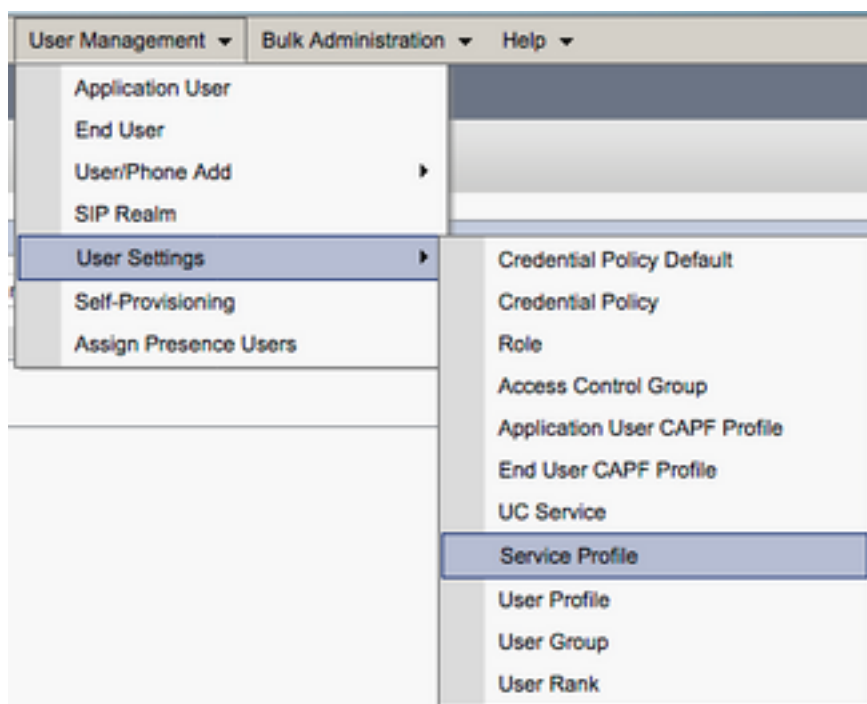 User Management Bulk Administration Help
Application User
End User
User/Phone Add
SIP Realm
User Settings
Self-Provisioning
Assign Presence Users
Credential Policy Default
Credential Policy
Role
Access Control Group
Application User CAPF Profile
End User CAPF Profile
UC Service
Service Profile
User Profile
User Group
User Rank